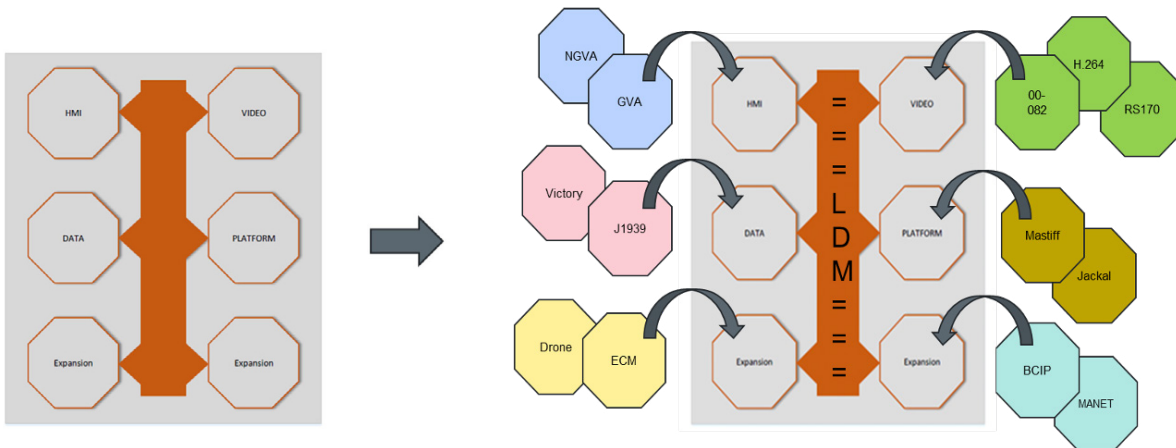 HMI
VIDEO
DATA
PLATFORM
Expansion
Expansion
NGVA
GVA
HMI
VIDEO
H.264
00-
082
RS170
Victory
J1939
DATA
PLATFORM
Mastiff
Jackal
Drone
ECM
Expansion
Expansion
BCIP
MANET
=
=
=
L
D
M
=
=
=